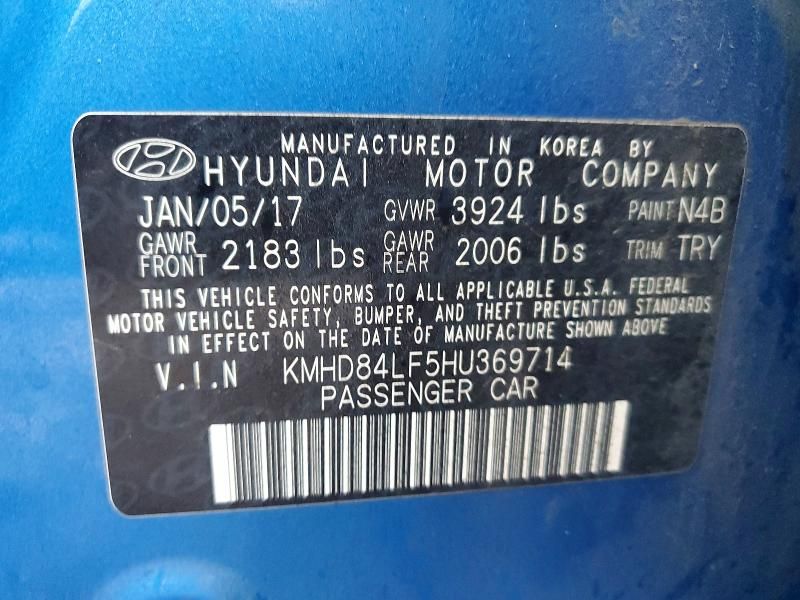 MANUFACTURED IN KOREA BY
HYUNDAI MOTOR COMPANY
JAN/05/17 GVWR 3924 lbs PAINT N4B
GAWR FRONT 2183 lbs GAWR REAR 2006 lbs TRIM TRY
THIS VEHICLE CONFORMS TO ALL APPLICABLE U.S.A. FEDERAL
MOTOR VEHICLE SAFETY, BUMPER, AND THEFT PREVENTION STANDARDS
IN EFFECT ON THE DATE OF MANUFACTURE SHOWN ABOVE
V.I.N KMHD84LF5HU369714
PASSENGER CAR